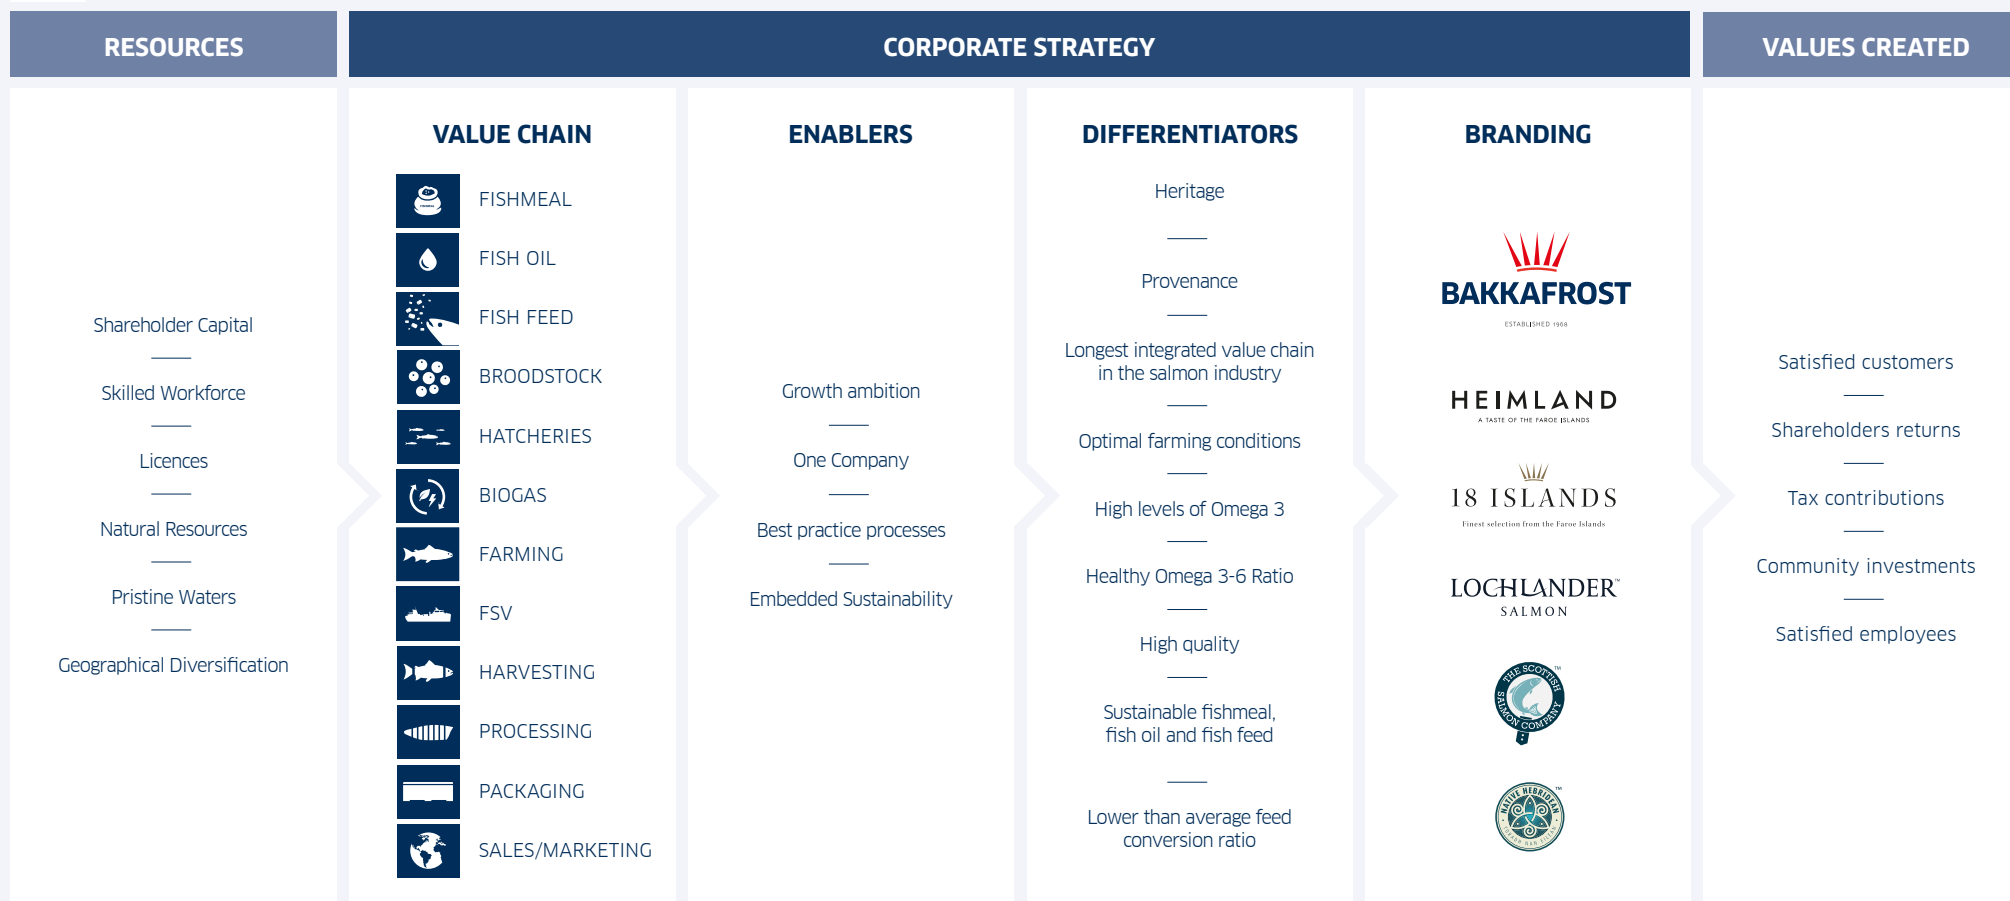 RESOURCES
CORPORATE STRATEGY
VALUES CREATED
Shareholder Capital
Skilled Workforce
Licences
Natural Resources
Pristine Waters
Geographical Diversification
VALUE CHAIN
FISHMEAL
FISH OIL
FISH FEED
BROODSTOCK
HATCHERIES
BIOGAS
FARMING
FSV
HARVESTING
PROCESSING
PACKAGING
SALES/MARKETING
ENABLERS
Growth ambition
One Company
Best practice processes
Embedded Sustainability
DIFFERENTIATORS
Heritage
Provenance
Longest integrated value chain
in the salmon industry
Optimal farming conditions
High levels of Omega 3
Healthy Omega 3-6 Ratio
High quality
Sustainable fishmeal,
fish oil and fish feed
Lower than average feed
conversion ratio
BRANDING
BAKKAFROST
ESTABLISHED 1968
HEIMLAND
A TASTE OF THE FAROE ISLANDS
18 ISLANDS
Finest selection from the Faroe Islands
LOCHLANDER™
SALMON
THE SCOTTISH
SALMON COMPANY
™
NATIVE HEBRIDEAN
™
Satisfied customers
Shareholders returns
Tax contributions
Community investments
Satisfied employees